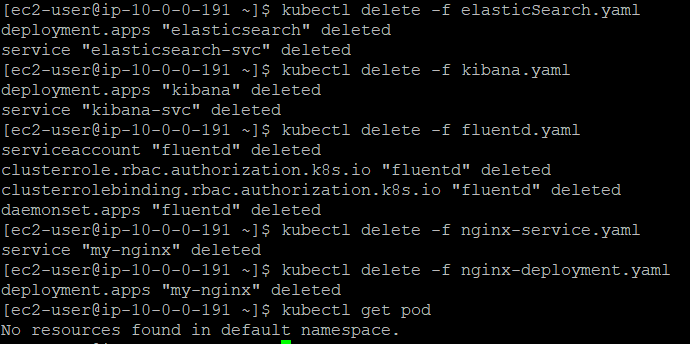 [ec2-user@ip-10-0-0-191 ~]$ kubectl delete -f elasticSearch.yaml
deployment.apps "elasticsearch" deleted
service "elasticsearch-svc" deleted
[ec2-user@ip-10-0-0-191 ~]$ kubectl delete -f kibana.yaml
deployment.apps "kibana" deleted
service "kibana-svc" deleted
[ec2-user@ip-10-0-0-191 ~]$ kubectl delete -f fluentd.yaml
serviceaccount "fluentd" deleted
clusterrole.rbac.authorization.k8s.io "fluentd" deleted
clusterrolebinding.rbac.authorization.k8s.io "fluentd" deleted
daemonset.apps "fluentd" deleted
[ec2-user@ip-10-0-0-191 ~]$ kubectl delete -f nginx-service.yaml
service "my-nginx" deleted
[ec2-user@ip-10-0-0-191 ~]$ kubectl delete -f nginx-deployment.yaml
deployment.apps "my-nginx" deleted
[ec2-user@ip-10-0-0-191 ~]$ kubectl get pod
No resources found in default namespace.